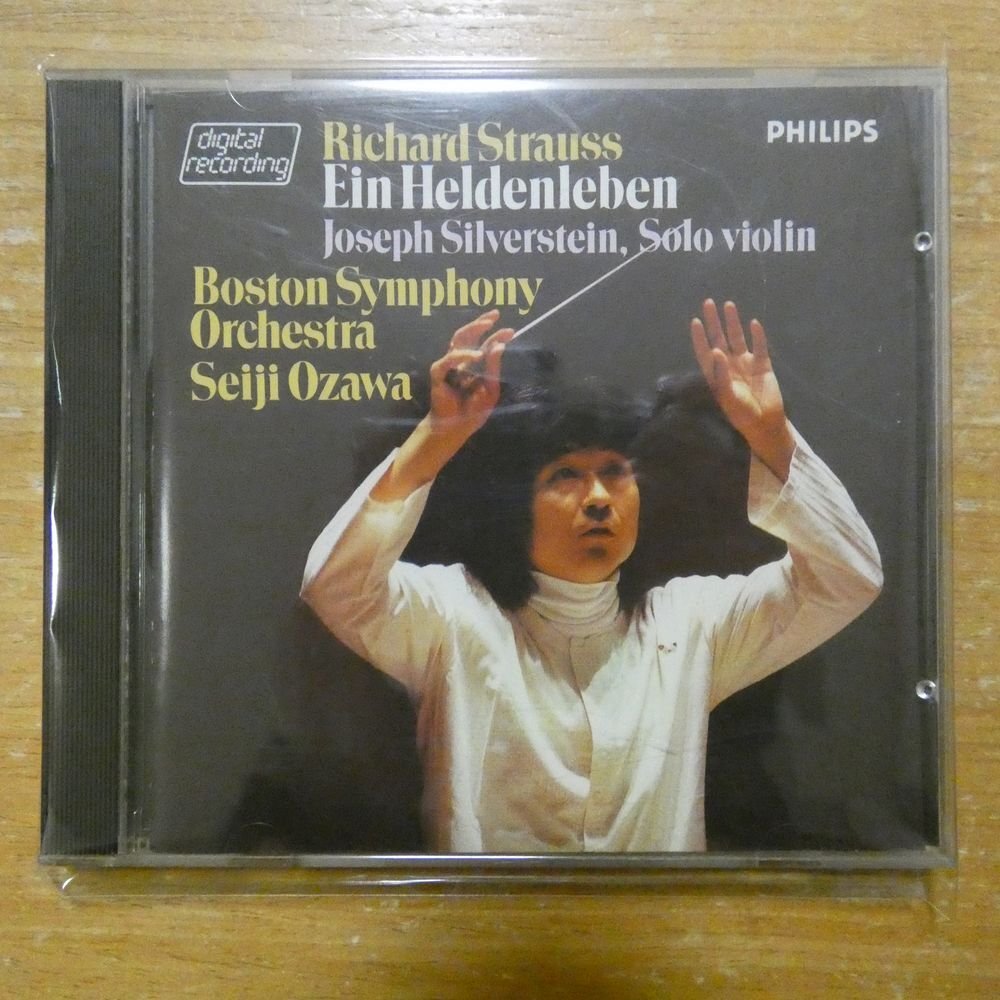 digital
recording
Richard Strauss
Ein Heldenleben
Joseph Silverstein, Solo violin
Boston Symphony
Orchestra
Seiji Ozawa
PHILIPS